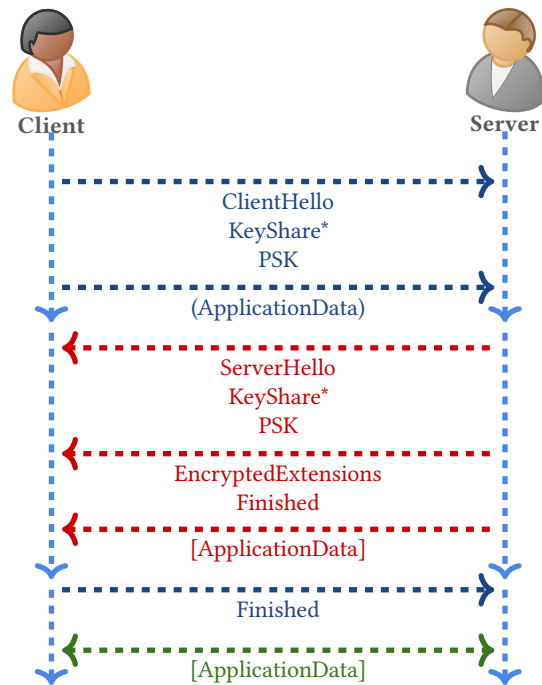 Client
Server
ClientHello
KeyShare*
PSK
(ApplicationData)
ServerHello
KeyShare*
PSK
EncryptedExtensions
Finished
[ApplicationData]
Finished
[ApplicationData]